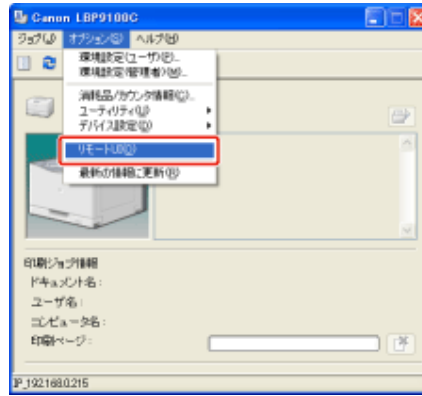 Canon LBP9100C
ジョブ(J) オプション(S) ヘルプ(H)
環境設定(ユーザ)(P)...
環境設定(管理者)(M)...
消耗品/カウンタ情報(C)...
ユーティリティ(U)
デバイス設定(D)
リモートUI(I)
最新の情報に更新(R)
印刷ジョブ情報
ドキュメント名:
ユーザ名:
コンピュータ名:
印刷ページ:
IP_192.168.0.215